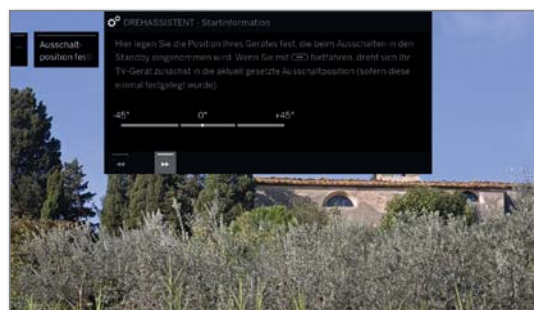 DREHASSISTENT - Startinformation
Ausschalt-
position fest
Hier legen Sie die Position Ihres Gerätes fest, die beim Ausschalten in den
Standby eingenommen wird. Wenn Sie mit fortfahren, dreht sich Ihr
TV-Gerät zunächst in die aktuell gesetzte Ausschaltposition (sofern diese
einmal festgelegt wurde).
-45° 0° +45°